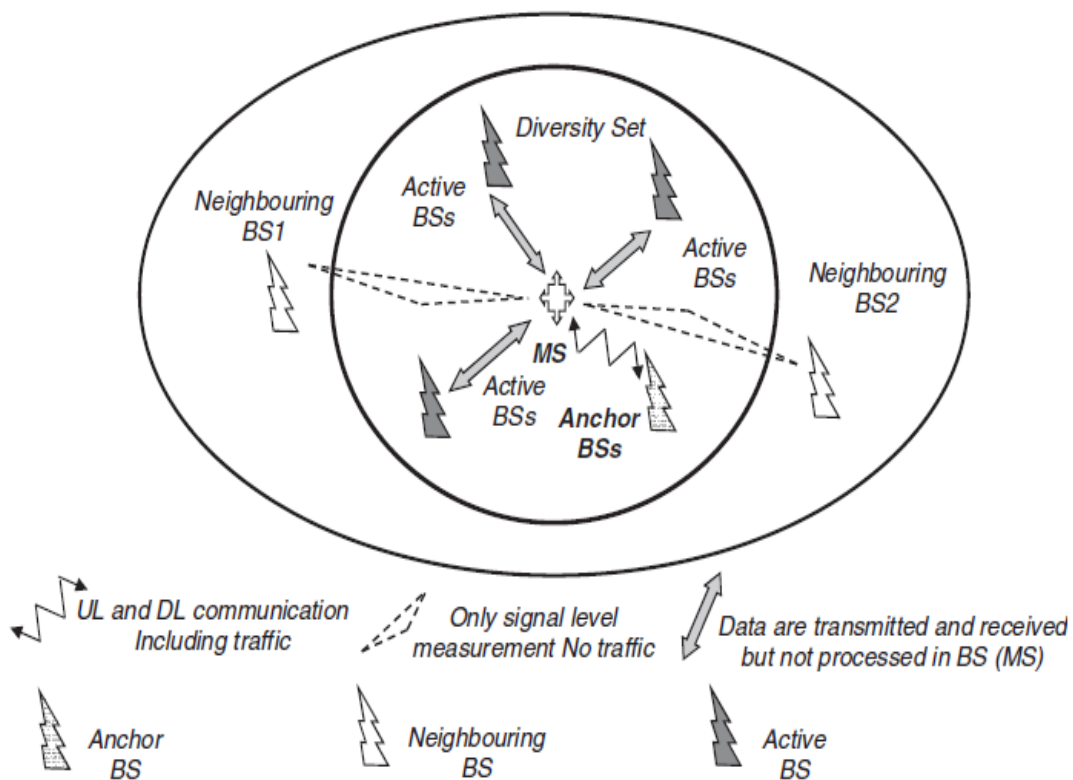 Diversity Set
Active
BSs
Neighbouring
BS1
Active
BSs
Neighbouring
BS2
MS
Active
BSs
Anchor
BSs
UL and DL communication
Including traffic
Only signal level
measurement No traffic
Data are transmitted and received
but not processed in BS (MS)
Anchor
BS
Neighbouring
BS
Active
BS